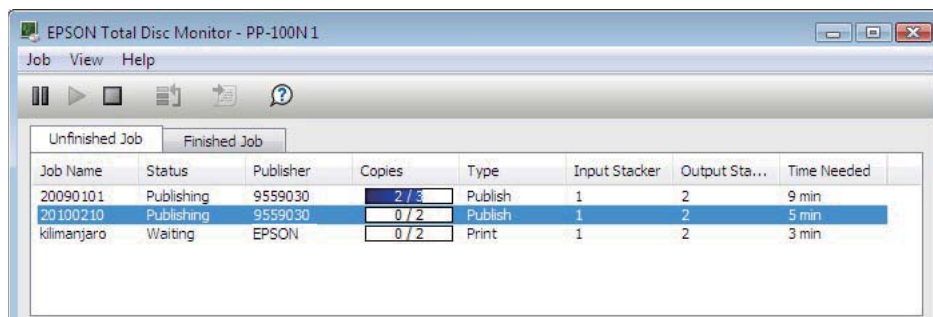 EPSON Total Disc Monitor - PP-100N 1
Job View Help
Unfinished Job Finished Job
Job Name Status Publisher Copies Type Input Stacker Output Sta... Time Needed
20090101 Publishing 9559030 2 / 3 Publish 1 2 9 min
20100210 Publishing 9559030 0 / 2 Publish 1 2 5 min
kilimanjaro Waiting EPSON 0 / 2 Print 1 2 3 min